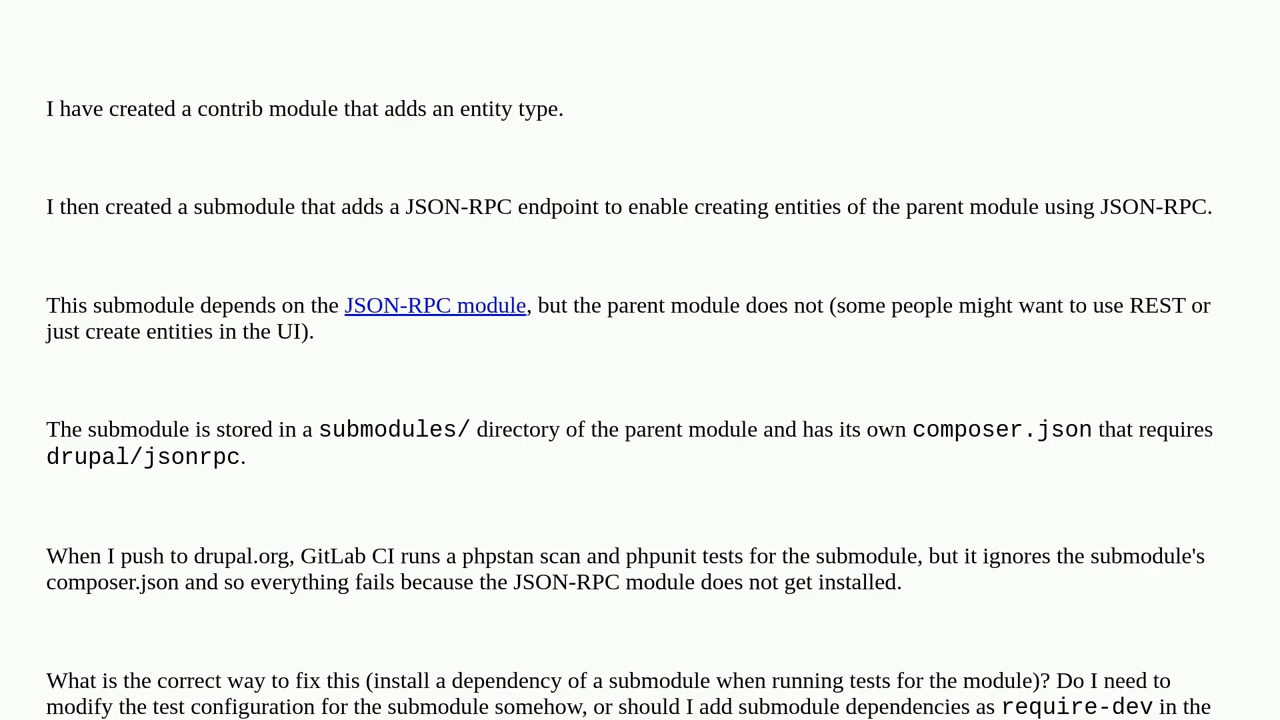 I have created a contrib module that adds an entity type.
I then created a submodule that adds a JSON-RPC endpoint to enable creating entities of the parent module using JSON-RPC.
This submodule depends on the JSON-RPC module, but the parent module does not (some people might want to use REST or
just create entities in the UI).
The submodule is stored in a submodules/ directory of the parent module and has its own composer.json that requires
drupal/jsonrpc.
When I push to drupal.org, GitLab CI runs a phpstan scan and phpunit tests for the submodule, but it ignores the submodule's
composer.json and so everything fails because the JSON-RPC module does not get installed.
What is the correct way to fix this (install a dependency of a submodule when running tests for the module)? Do I need to
modify the test configuration for the submodule somehow, or should I add submodule dependencies as require-dev in the